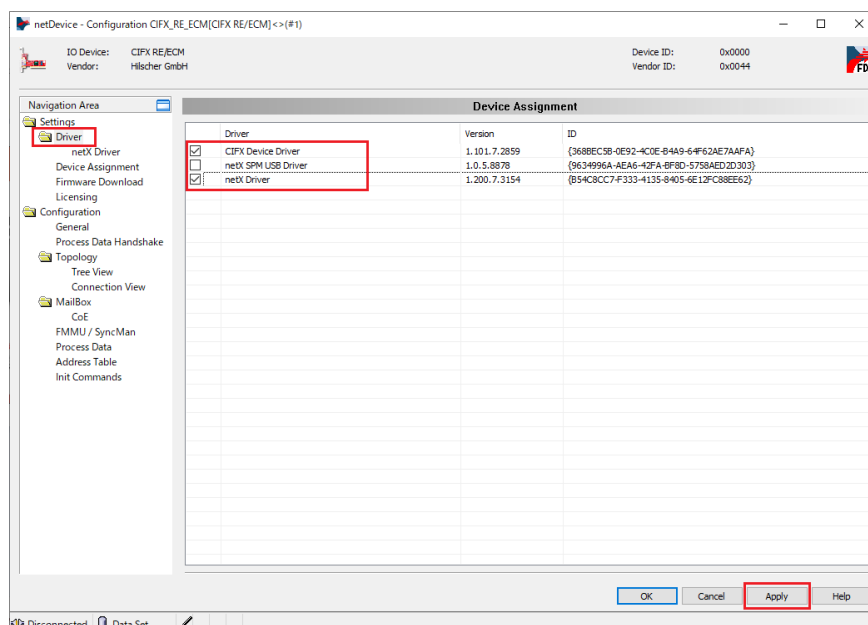 netDevice - Configuration CIFX_RE_ECM[CIFX RE/ECM]<>(#1)
IO Device: CIFX RE/ECM Device ID: 0x0000
Vendor: Hilscher GmbH Vendor ID: 0x0044
FD
Navigation Area
Device Assignment
Settings
Driver
netX Driver
Device Assignment
Firmware Download
Licensing
Configuration
General
Process Data Handshake
Topology
Tree View
Connection View
MailBox
CoE
FMMU / SyncMan
Process Data
Address Table
Init Commands
Driver Version ID
CIFX Device Driver 1.101.7.2859 {368BEC5B-0E92-4C0E-B4A9-64F62AE7AAFA}
netX SPM USB Driver 1.0.5.8878 {9634996A-AEA6-42FA-BF8D-5758AED2D303}
netX Driver 1.200.7.3154 {B54C8CC7-F333-4135-8405-6E12FC88EE62}
OK Cancel Apply Help
Disconnected Data Set